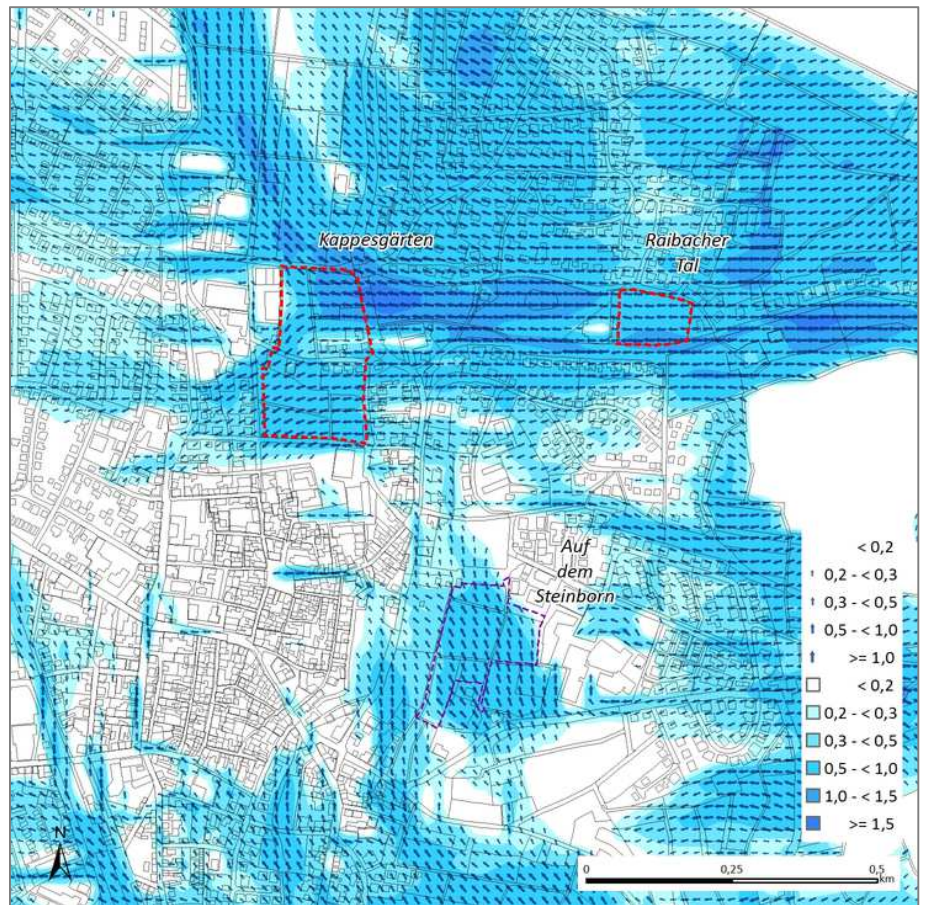 Kappesgärten
Raibacher
Tal
Auf
dem
Steinborn
< 0,2
0,2 - < 0,3
0,3 - < 0,5
0,5 - < 1,0
>= 1,0
< 0,2
0,2 - < 0,3
0,3 - < 0,5
0,5 - < 1,0
1,0 - < 1,5
>= 1,5
N
0 0,25 0,5
km